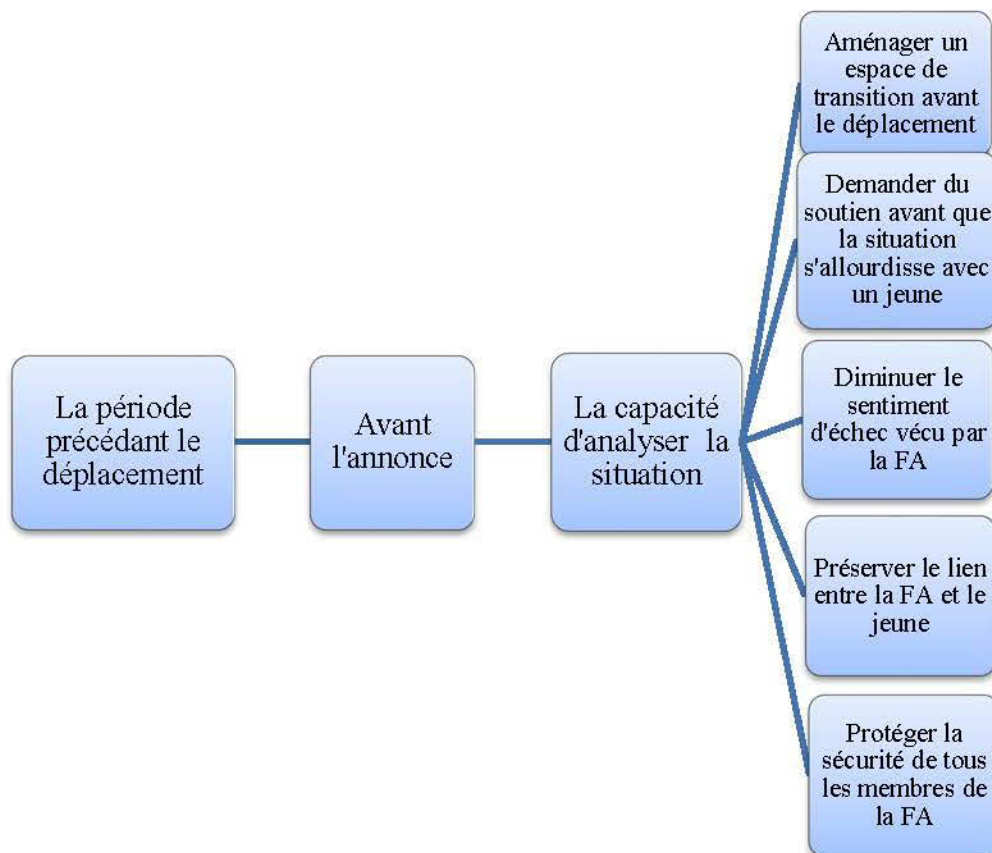 La période
précédant le
déplacement
Avant
l'annonce
La capacité
d'analyser la
situation
Aménager un
espace de
transition avant
le déplacement
Demander du
soutien avant que
la situation
s'allourdisse avec
un jeune
Diminuer le
sentiment
d'échec vécu par
la FA
Préserver le lien
entre la FA et le
jeune
Protéger la
sécurité de tous
les membres de
la FA